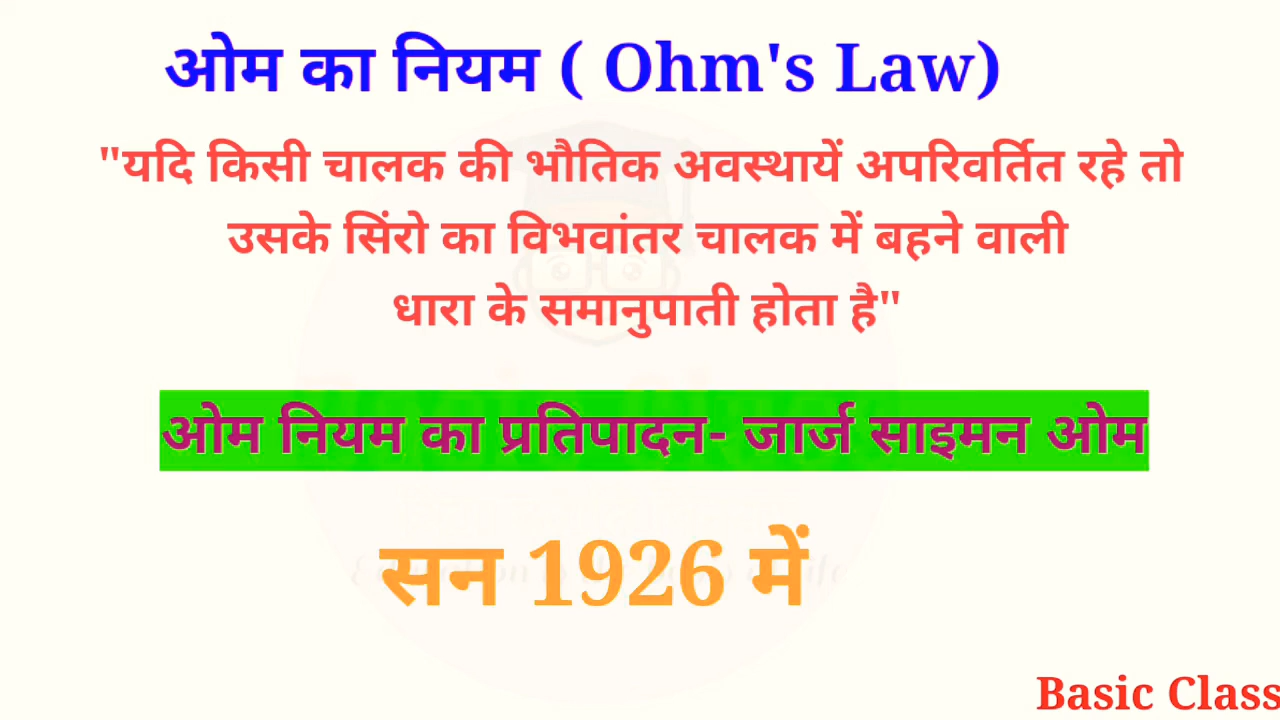 ओम का नियम ( Ohm's Law)
"यदि किसी चालक की भौतिक अवस्थायें अपरिवर्तित रहे तो
उसके सिंरो का विभवांतर चालक में बहने वाली
धारा के समानुपाती होता है"
ओम नियम का प्रतिपादन- जार्ज साइमन ओम
सन 1926 में
Basic Class